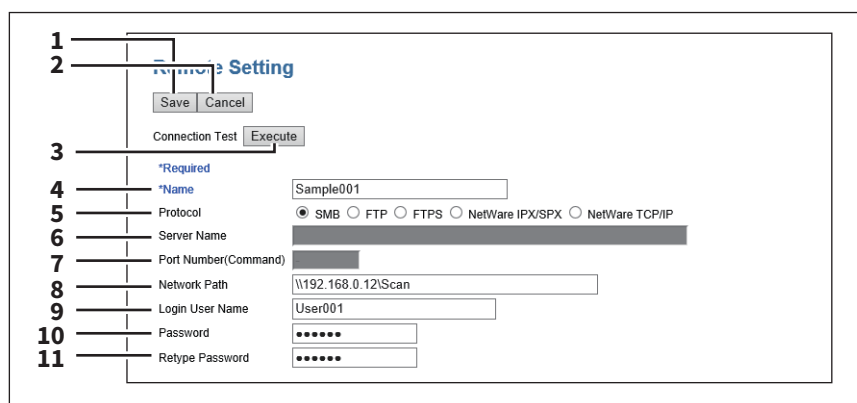 1
2
Remote Setting
Save Cancel
Connection Test Execute
3
*Required
4 *Name Sample001
5 Protocol SMB FTP FTPS NetWare IPX/SPX NetWare TCP/IP
6 Server Name
7 Port Number(Command) -
8 Network Path \\192.168.0.12\Scan
9 Login User Name User001
10 Password ●●●●●●
11 Retype Password ●●●●●●